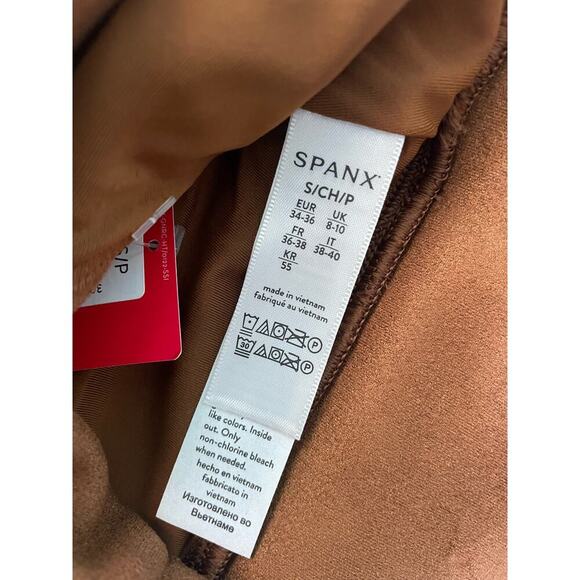 SPANX®
S/CH/P
EUR UK
34-36 8-10
FR IT
36-38 38-40
KR
55
made in vietnam
fabriqué au vietnam
30
like colors. Inside
out. Only
non-chlorine bleach
when needed.
hecho en vietnam
fabbricato in
vietnam
Изготовлено во
Вьетнаме
S/P